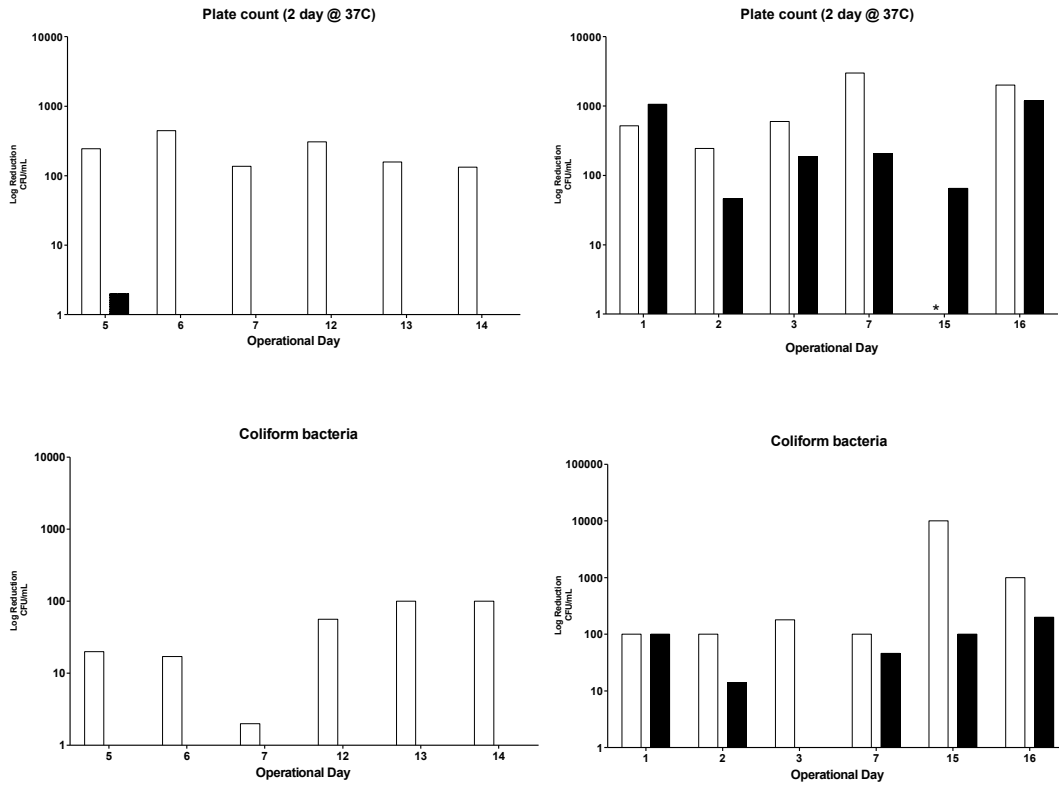 Plate count (2 day @ 37C)
10000
1000
100
10
1
Log Reduction
CFU/mL
5 6 7 12 13 14
Operational Day
Plate count (2 day @ 37C)
10000
1000
100
10
1
Log Reduction
CFU/mL
*
1 2 3 7 15 16
Operational Day
Coliform bacteria
10000
1000
100
10
1
Log Reduction
CFU/mL
5 6 7 12 13 14
Operational Day
Coliform bacteria
100000
10000
1000
100
10
1
Log Reduction
CFU/mL
1 2 3 7 15 16
Operational Day